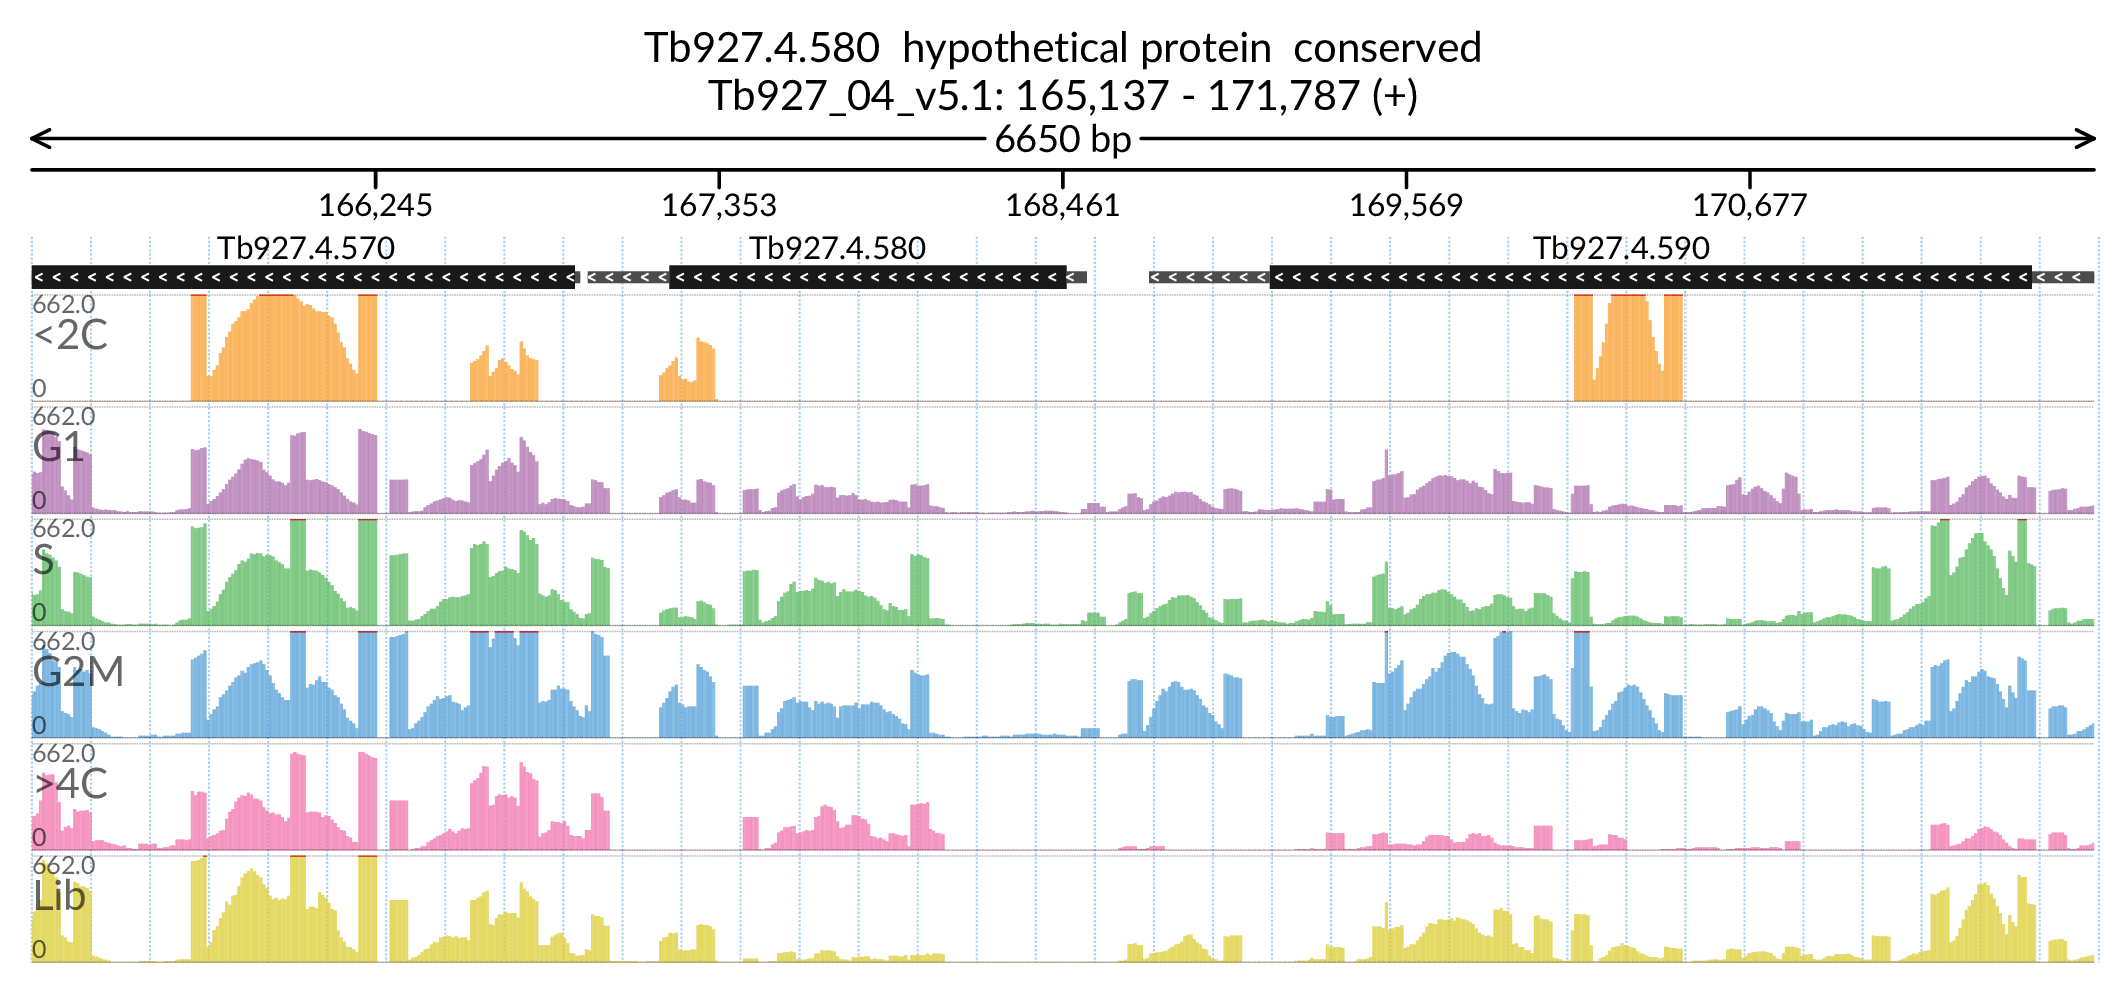 Tb927.4.580  hypothetical protein  conserved
Tb927_04_v5.1: 165,137 - 171,787 (+)
6650 bp
166,245 167,353 168,461 169,569 170,677
Tb927.4.570 Tb927.4.580 Tb927.4.590
662.0
<2C
0
662.0
G1
0
662.0
S
0
662.0
G2M
0
662.0
>4C
0
662.0
Lib
0